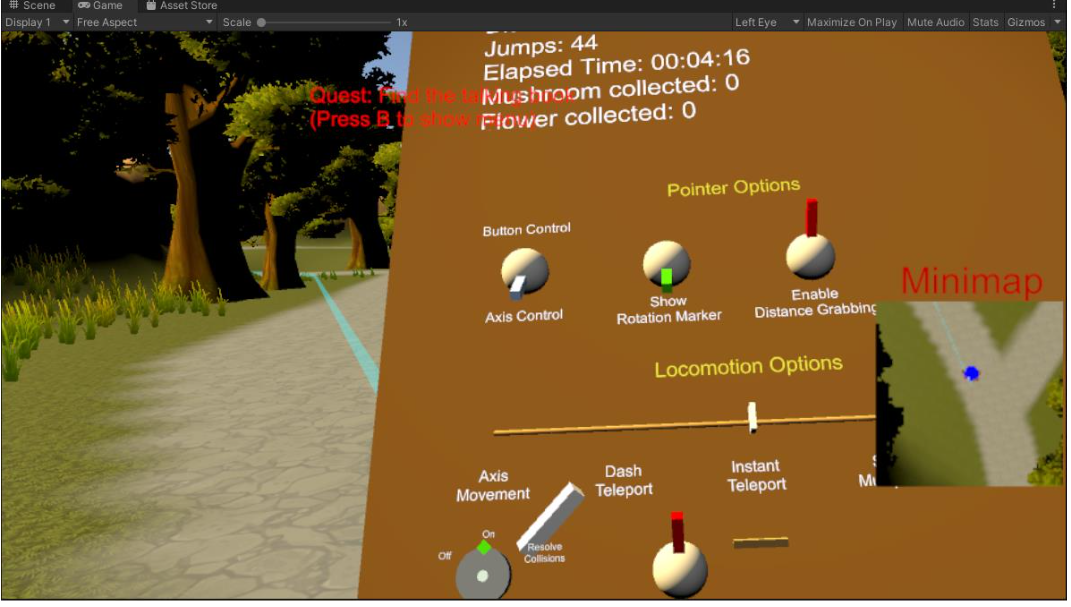 Scene Game Asset Store
Display 1 Free Aspect Scale 1x Left Eye Maximize On Play Mute Audio Stats Gizmos
Jumps: 44
Elapsed Time: 00:04:16
Mushroom collected: 0
Flower collected: 0
Quest: Find the talking
(Press B to show menu)
Pointer Options
Button Control
Axis Control
Show
Rotation Marker
Enable
Distance Grabbing
Minimap
Locomotion Options
Axis
Movement
Dash
Teleport
Instant
Teleport
On
Off
Resolve
Collisions